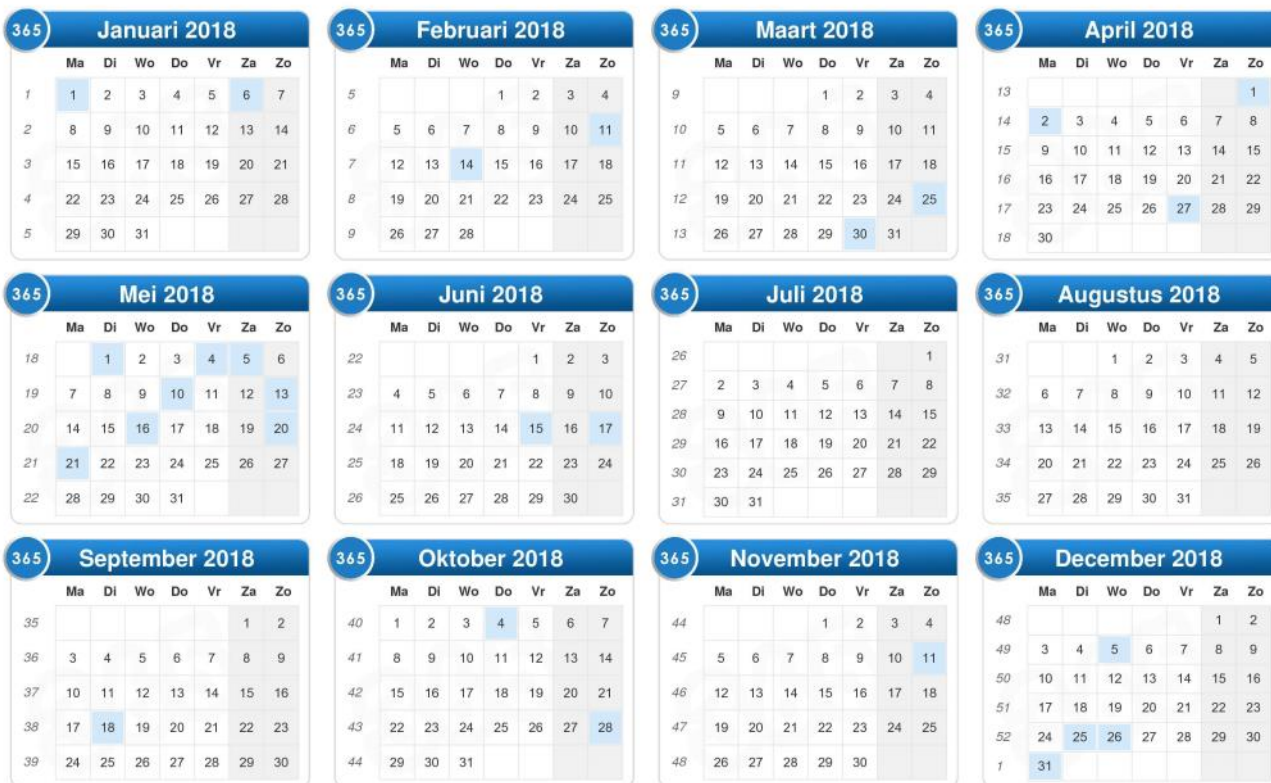 365 Januari 2018
Ma Di Wo Do Vr Za Zo
1 1 2 3 4 5 6 7
2 8 9 10 11 12 13 14
3 15 16 17 18 19 20 21
4 22 23 24 25 26 27 28
5 29 30 31
365 Februari 2018
Ma Di Wo Do Vr Za Zo
5 1 2 3 4
6 5 6 7 8 9 10 11
7 12 13 14 15 16 17 18
8 19 20 21 22 23 24 25
9 26 27 28
365 Maart 2018
Ma Di Wo Do Vr Za Zo
9 1 2 3 4
10 5 6 7 8 9 10 11
11 12 13 14 15 16 17 18
12 19 20 21 22 23 24 25
13 26 27 28 29 30 31
365 April 2018
Ma Di Wo Do Vr Za Zo
13 1
14 2 3 4 5 6 7 8
15 9 10 11 12 13 14 15
16 16 17 18 19 20 21 22
17 23 24 25 26 27 28 29
18 30
365 Mei 2018
Ma Di Wo Do Vr Za Zo
18 1 2 3 4 5 6
19 7 8 9 10 11 12 13
20 14 15 16 17 18 19 20
21 21 22 23 24 25 26 27
22 28 29 30 31
365 Juni 2018
Ma Di Wo Do Vr Za Zo
22 1 2 3
23 4 5 6 7 8 9 10
24 11 12 13 14 15 16 17
25 18 19 20 21 22 23 24
26 25 26 27 28 29 30
365 Juli 2018
Ma Di Wo Do Vr Za Zo
26 1
27 2 3 4 5 6 7 8
28 9 10 11 12 13 14 15
29 16 17 18 19 20 21 22
30 23 24 25 26 27 28 29
31 30 31
365 Augustus 2018
Ma Di Wo Do Vr Za Zo
31 1 2 3 4 5
32 6 7 8 9 10 11 12
33 13 14 15 16 17 18 19
34 20 21 22 23 24 25 26
35 27 28 29 30 31
365 September 2018
Ma Di Wo Do Vr Za Zo
35 1 2
36 3 4 5 6 7 8 9
37 10 11 12 13 14 15 16
38 17 18 19 20 21 22 23
39 24 25 26 27 28 29 30
365 Oktober 2018
Ma Di Wo Do Vr Za Zo
40 1 2 3 4 5 6 7
41 8 9 10 11 12 13 14
42 15 16 17 18 19 20 21
43 22 23 24 25 26 27 28
44 29 30 31
365 November 2018
Ma Di Wo Do Vr Za Zo
44 1 2 3 4
45 5 6 7 8 9 10 11
46 12 13 14 15 16 17 18
47 19 20 21 22 23 24 25
48 26 27 28 29 30
365 December 2018
Ma Di Wo Do Vr Za Zo
48 1 2
49 3 4 5 6 7 8 9
50 10 11 12 13 14 15 16
51 17 18 19 20 21 22 23
52 24 25 26 27 28 29 30
1 31